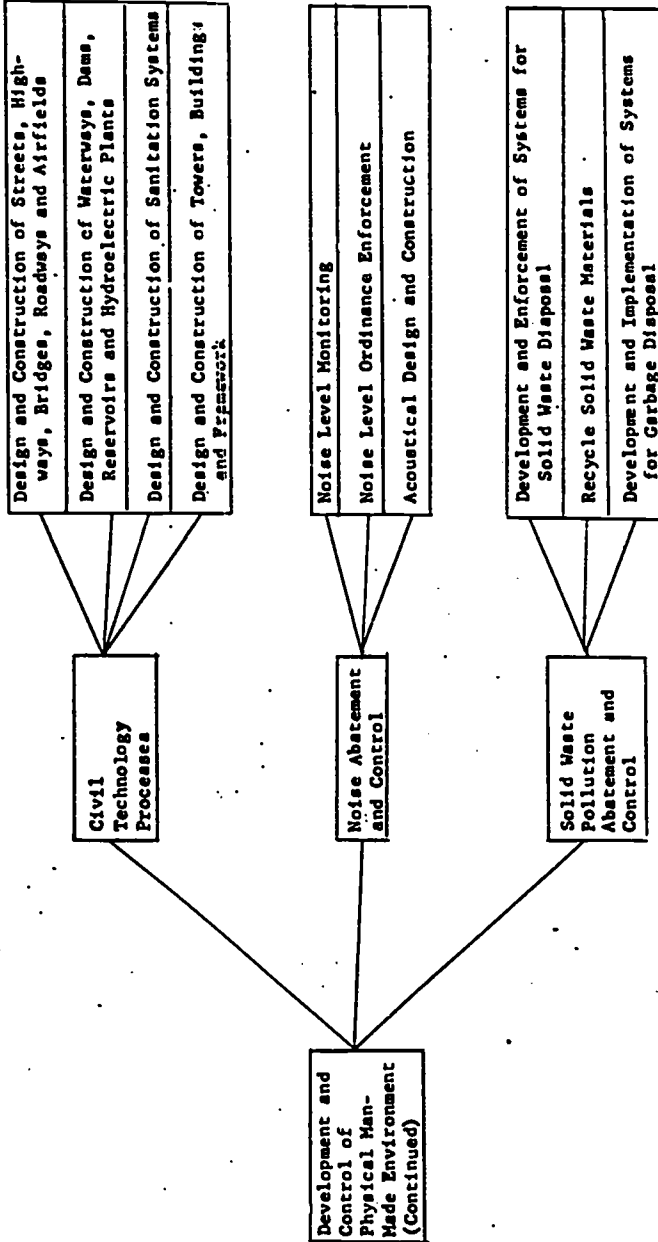 Development and
Control of
Physical Man-
Made Environment
(Continued)
Civil
Technology
Processes
Design and Construction of Streets, High-
ways, Bridges, Roadways and Airfields
Design and Construction of Waterways, Dams,
Reservoirs and Hydroelectric Plants
Design and Construction of Sanitation Systems
Design and Construction of Towers, Buildings
and Framework
Noise Abatement
and Control
Noise Level Monitoring
Noise Level Ordinance Enforcement
Acoustical Design and Construction
Solid Waste
Pollution
Abatement and
Control
Development and Enforcement of Systems for
Solid Waste Disposal
Recycle Solid Waste Materials
Development and Implementation of Systems
for Garbage Disposal